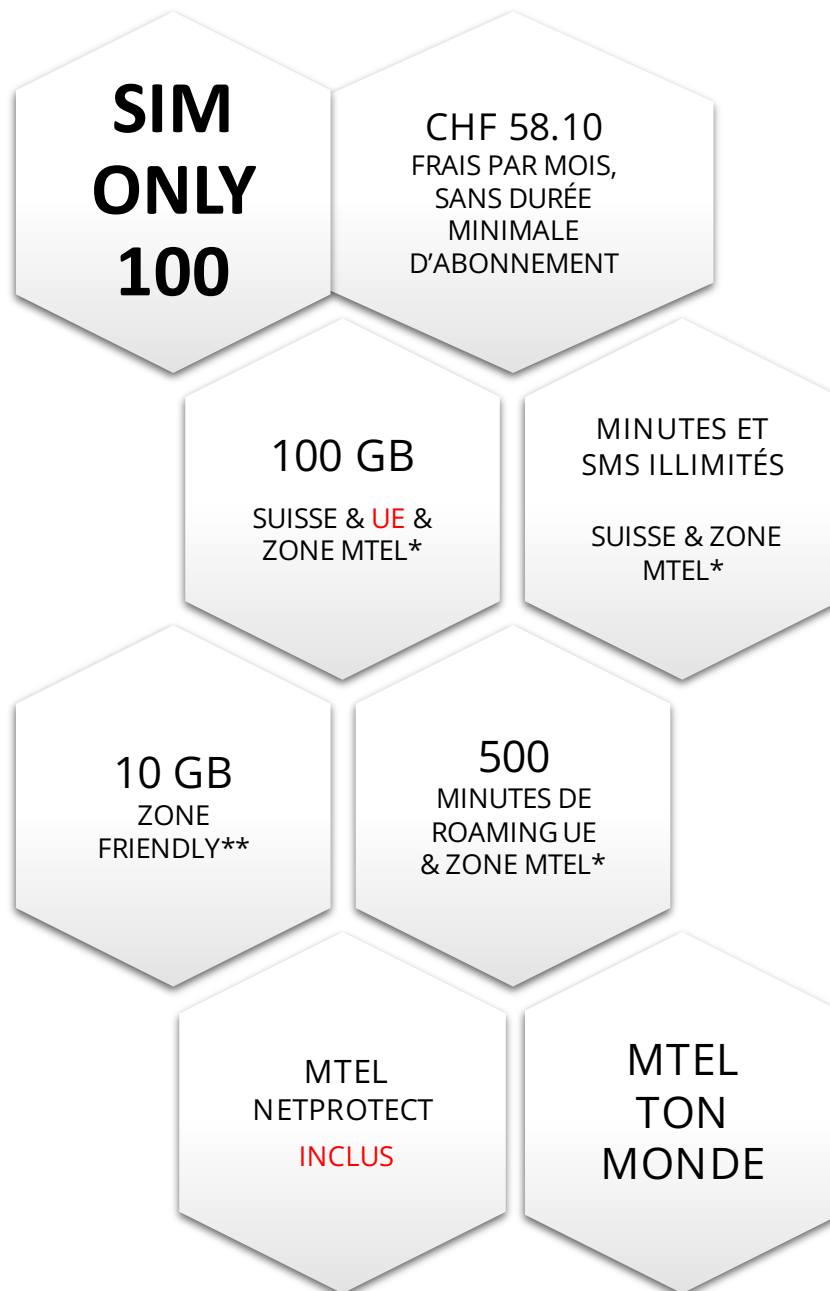 SIM
ONLY
100
CHF 58.10
FRAIS PAR MOIS,
SANS DURÉE
MINIMALE
D’ABONNEMENT
100 GB
SUISSE & UE &
ZONE MTEL*
MINUTES ET
SMS ILLIMITÉS
SUISSE & ZONE
MTEL*
10 GB
ZONE
FRIENDLY**
500
MINUTES DE
ROAMING UE
& ZONE MTEL*
MTEL
NETPROTECT
INCLUS
MTEL
TON
MONDE